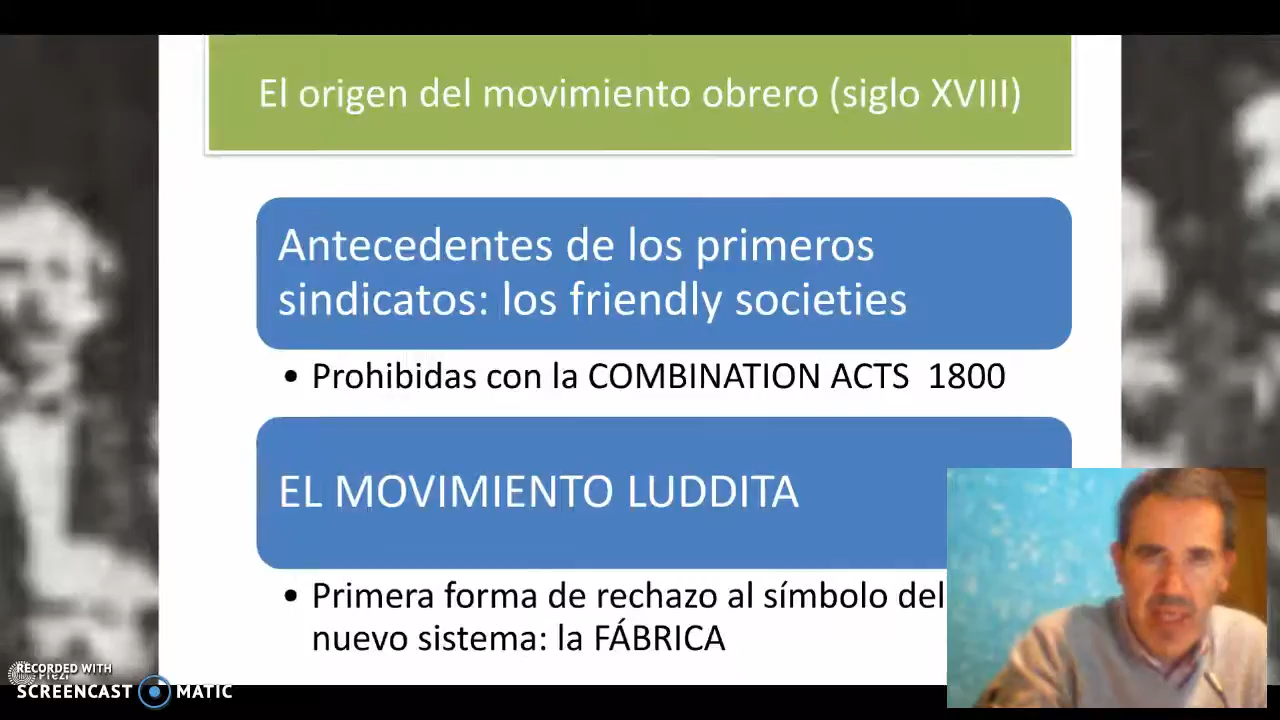 El origen del movimiento obrero (siglo XVIII)
Antecedentes de los primeros
sindicatos: los friendly societies
• Prohibidas con la COMBINATION ACTS 1800
EL MOVIMIENTO LUDDITA
• Primera forma de rechazo al símbolo del
nuevo sistema: la FÁBRICA
RECORDED WITH
Prezi
SCREENCAST MATIC